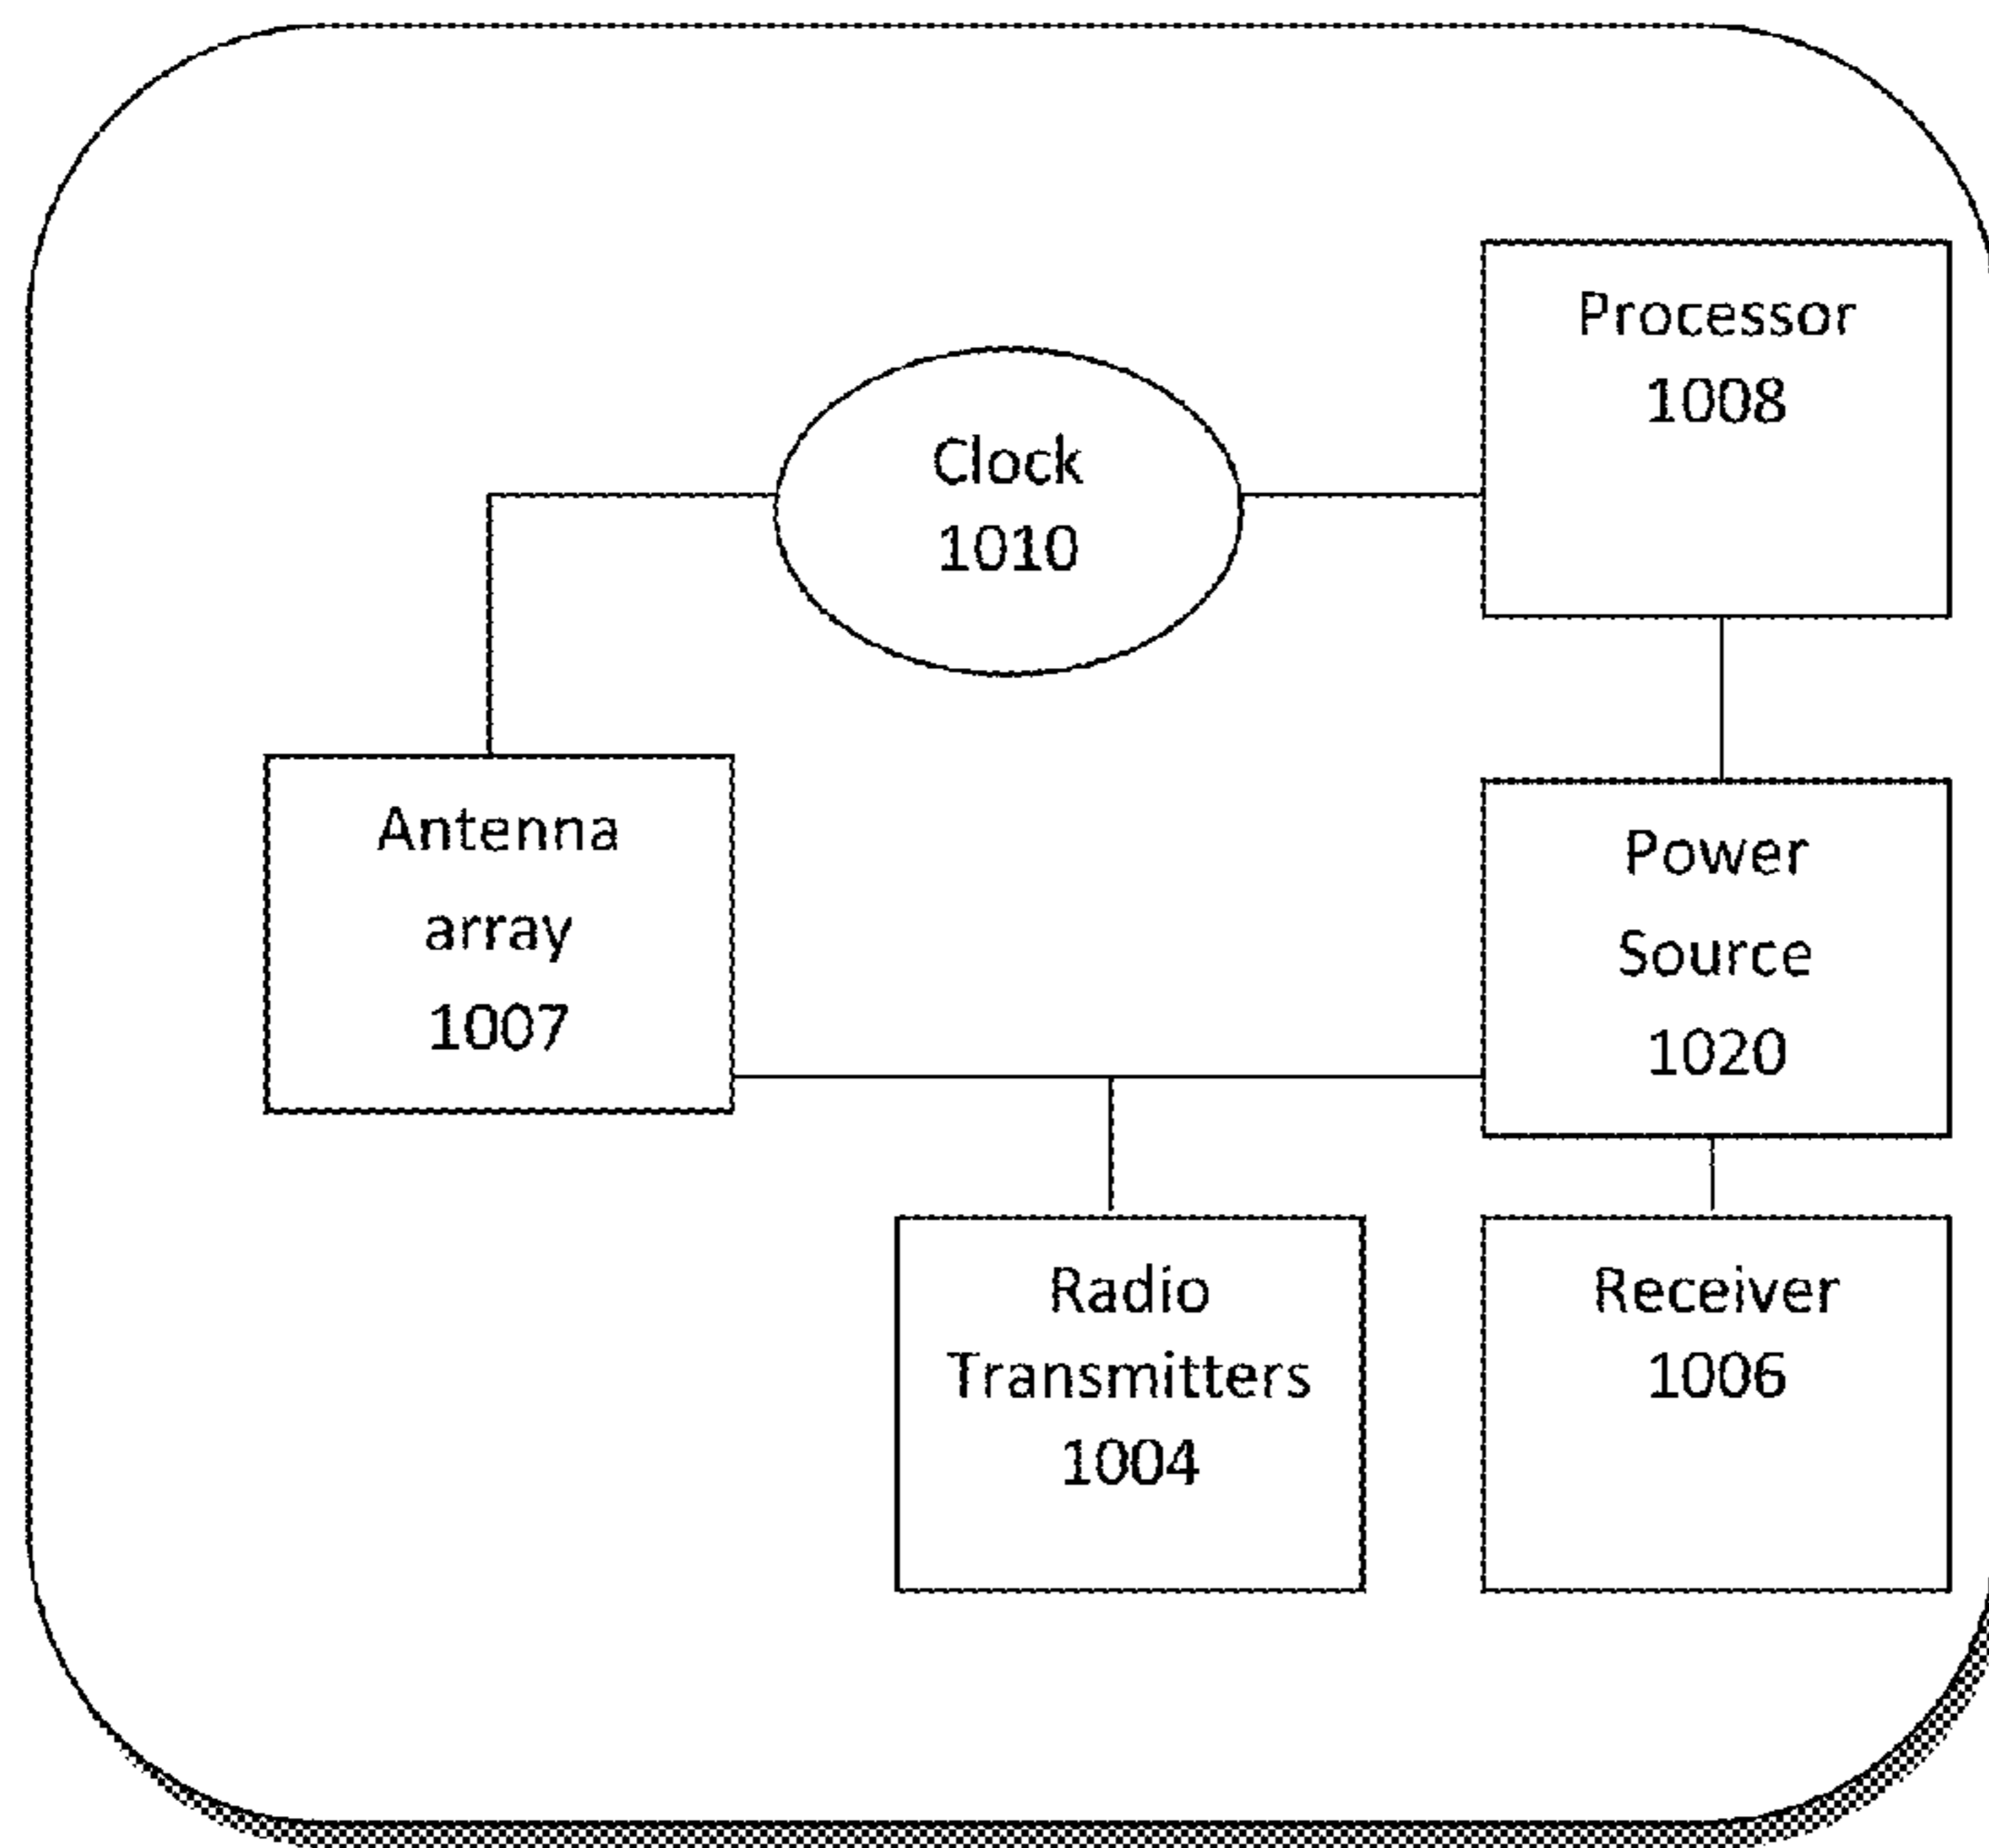 Processor
1008
Clock
1010
Antenna
array
1007
Power
Source
1020
Radio
Transmitters
1004
Receiver
1006